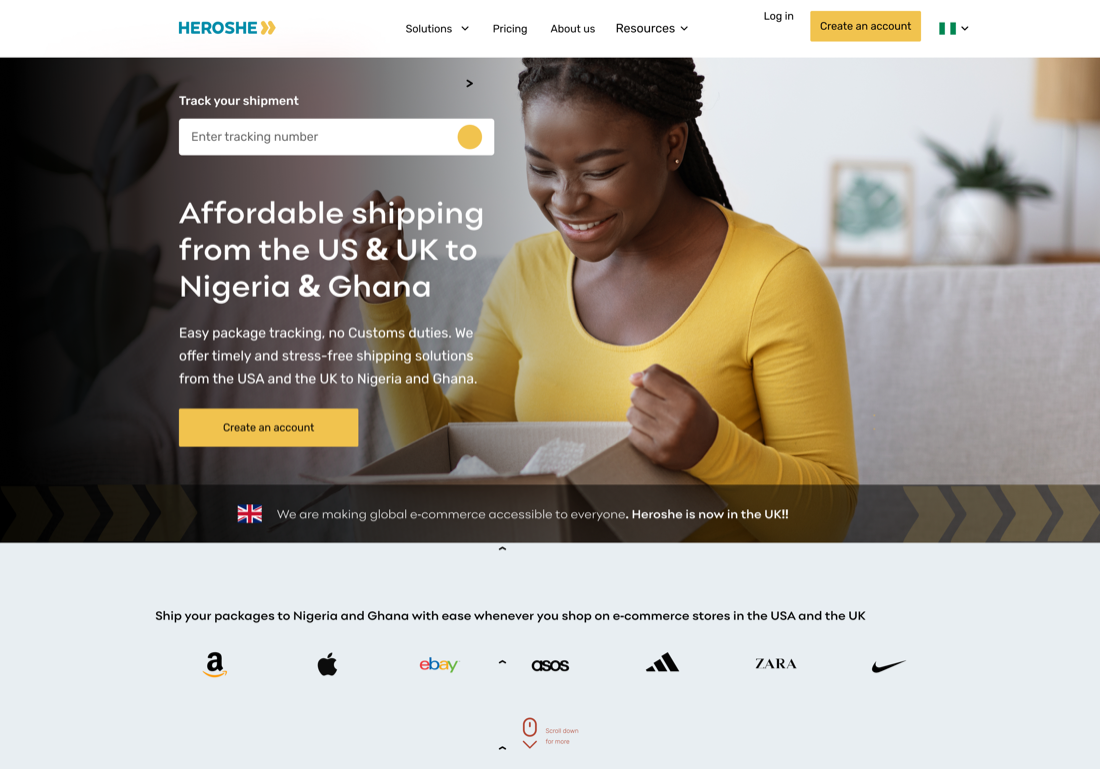 HEROSHE
Solutions
Pricing
About us
Resources
Log in
Create an account
Track your shipment
Enter tracking number
Affordable shipping
from the US & UK to
Nigeria & Ghana
Easy package tracking, no Customs duties. We
offer timely and stress-free shipping solutions
from the USA and the UK to Nigeria and Ghana.
Create an account
We are making global e-commerce accessible to everyone. Heroshe is now in the UK!!
Ship your packages to Nigeria and Ghana with ease whenever you shop on e-commerce stores in the USA and the UK
a
ebay
asos
ZARA
Scroll down
for more